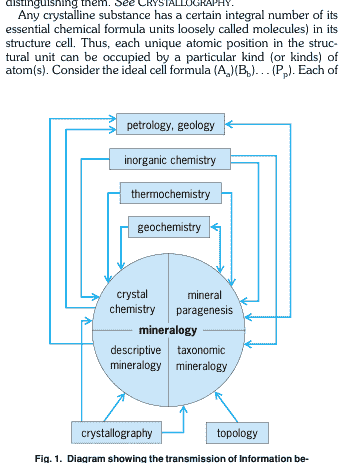 distinguishing them. See CRYSTALLOGRAPHY.
Any crystalline substance has a certain integral number of its
essential chemical formula units loosely called molecules) in its
structure cell. Thus, each unique atomic position in the struc-
tural unit can be occupied by a particular kind (or kinds) of
atom(s). Consider the ideal cell formula (Aₐ)(B_b). . . (Pₚ). Each of
petrology, geology
inorganic chemistry
thermochemistry
geochemistry
crystal
chemistry
mineral
paragenesis
mineralogy
descriptive
mineralogy
taxonomic
mineralogy
crystallography
topology
Fig. 1. Diagram showing the transmission of Information be-